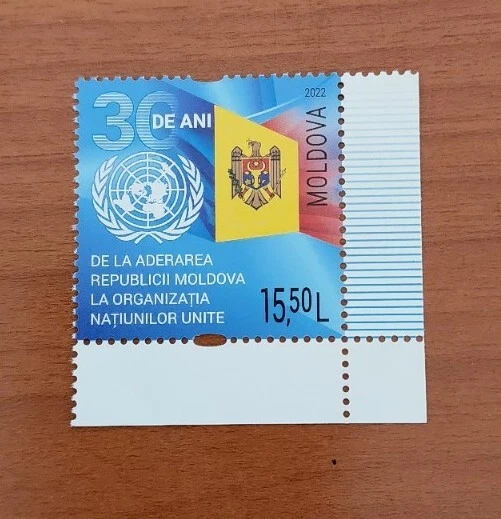 30 DE ANI
2022
MOLDOVA
DE LA ADERAREA
REPUBLICII MOLDOVA
LA ORGANIZAȚIA
NAȚIUNILOR UNITE
15,50L